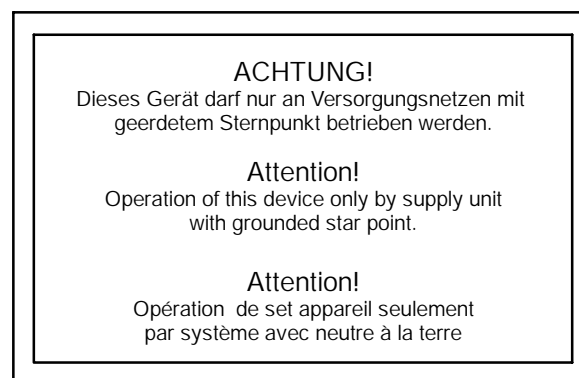 ACHTUNG!
Dieses Gerät darf nur an Versorgungsnetzen mit
geerdetem Sternpunkt betrieben werden.
Attention!
Operation of this device only by supply unit
with grounded star point.
Attention!
Opération de set appareil seulement
par système avec neutre à la terre